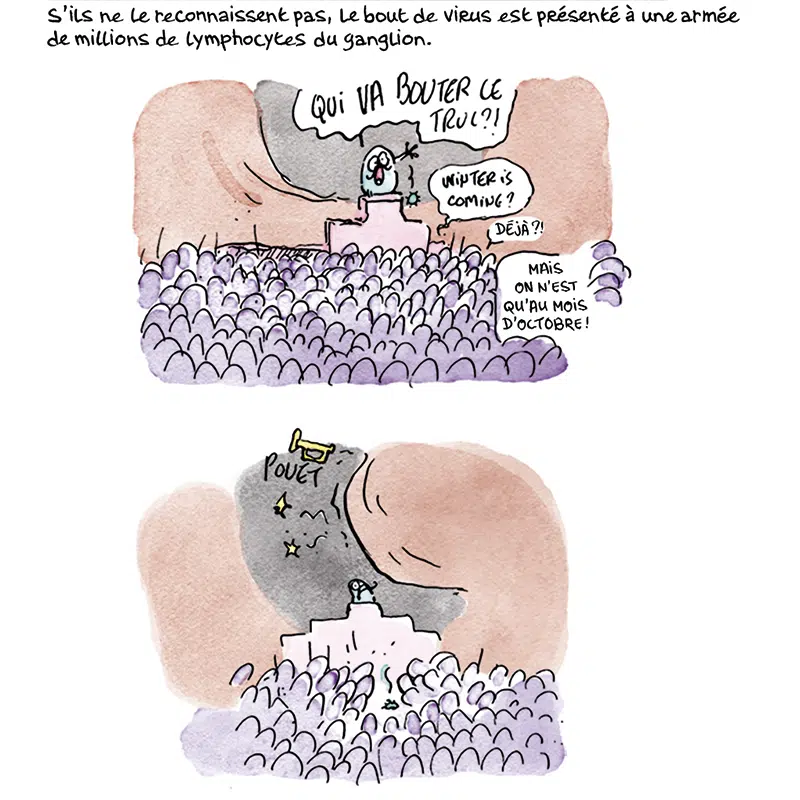 S'ils ne le reconnaissent pas, le bout de virus est présenté à une armée
de millions de lymphocytes du ganglion.
QUI VA BOUTER CE
TRUC?!
WINTER IS
COMING?
DÉJÀ?!
MAIS
ON N'EST
QU'AU MOIS
D'OCTOBRE!
POUET